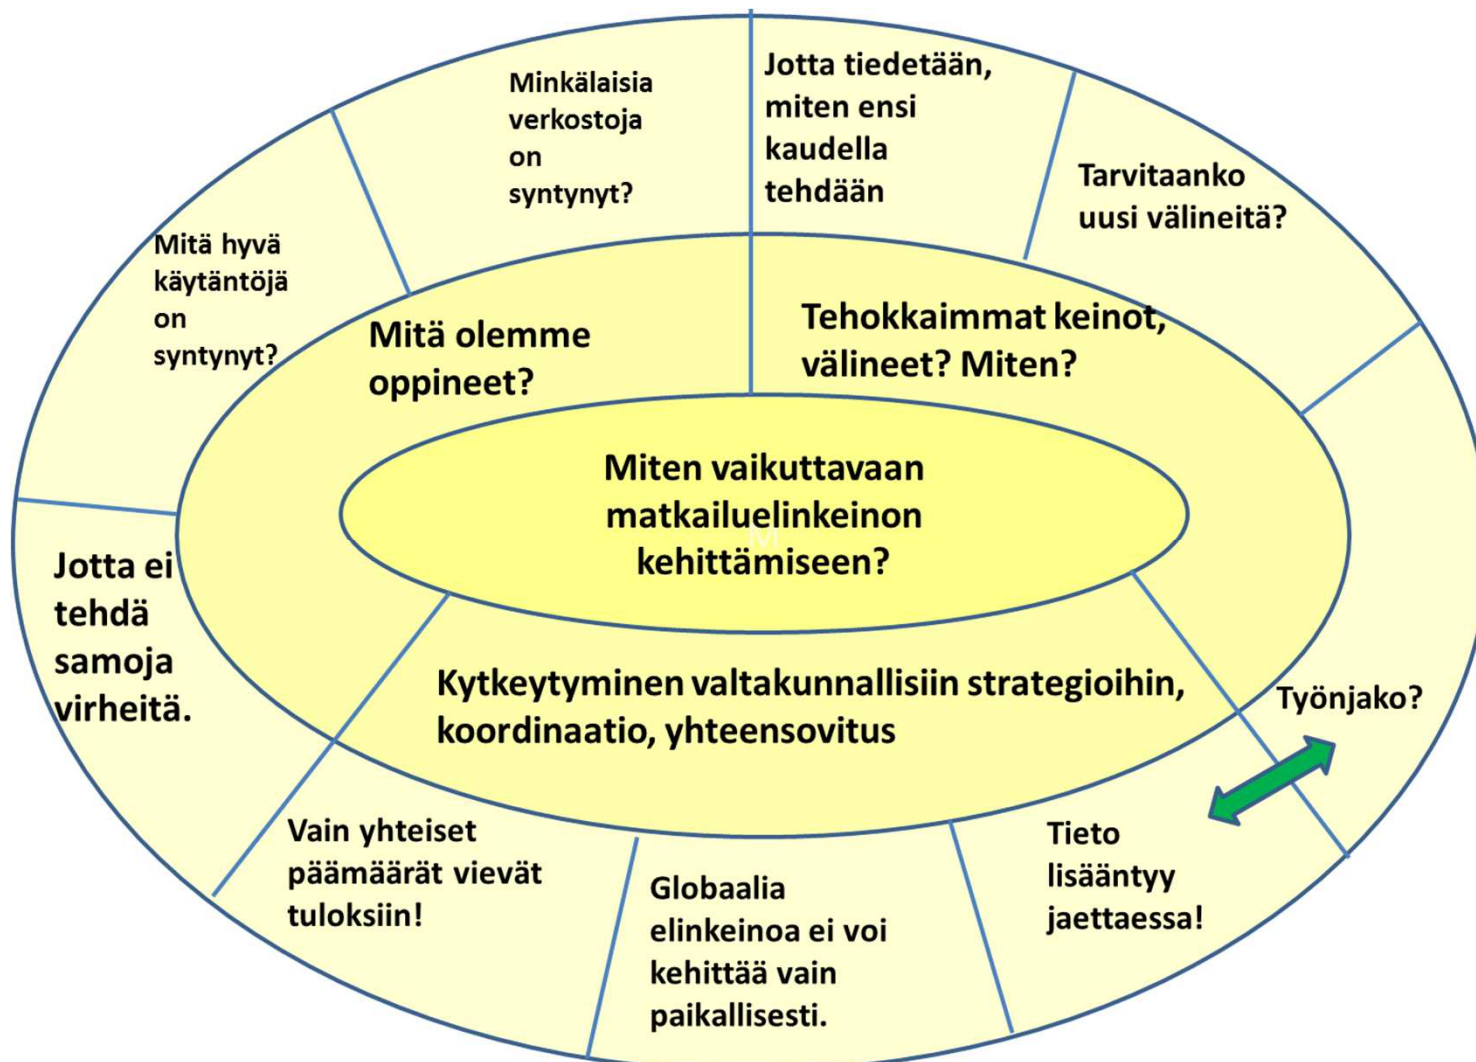 Minkälaisia
verkostoja
on
syntynyt?
Jotta tiedetään,
miten ensi
kaudella
tehdään
Tarvitaanko
uusi välineitä?
Mitä hyvä
käytäntöjä
on
syntynyt?
Mitä olemme
oppineet?
Tehokkaimmat keinot,
välineet? Miten?
Miten vaikuttavaan
matkailuelinkeinon
kehittämiseen?
M
Jotta ei
tehdä
samoja
virheitä.
Kytkeytyminen valtakunnallisiin strategioihin,
koordinaatio, yhteensovitus
Työnjako?
Vain yhteiset
päämäärät vievät
tuloksiin!
Globaalia
elinkeinoa ei voi
kehittää vain
paikallisesti.
Tieto
lisääntyy
jaettaessa!